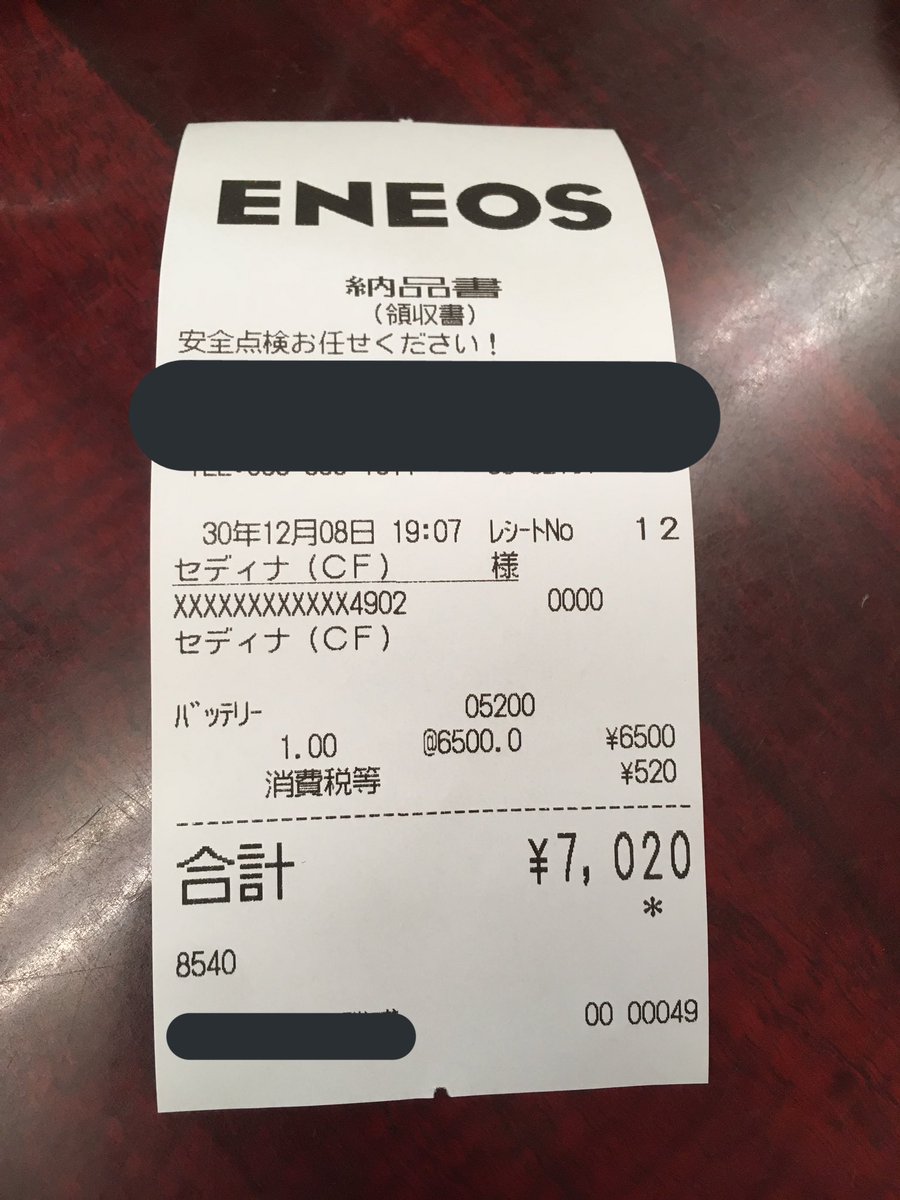 ENEOS
納品書
(領収書)
安全点検お任せください!
30年12月08日 19:07 レシートNo 12
セディナ(CF) 様
XXXXXXXXXXXX4902 0000
セディナ(CF)
バッテリー 05200
1.00 @6500.0 ¥6500
消費税等 ¥520
合計 ¥7,020
*
8540
00 00049